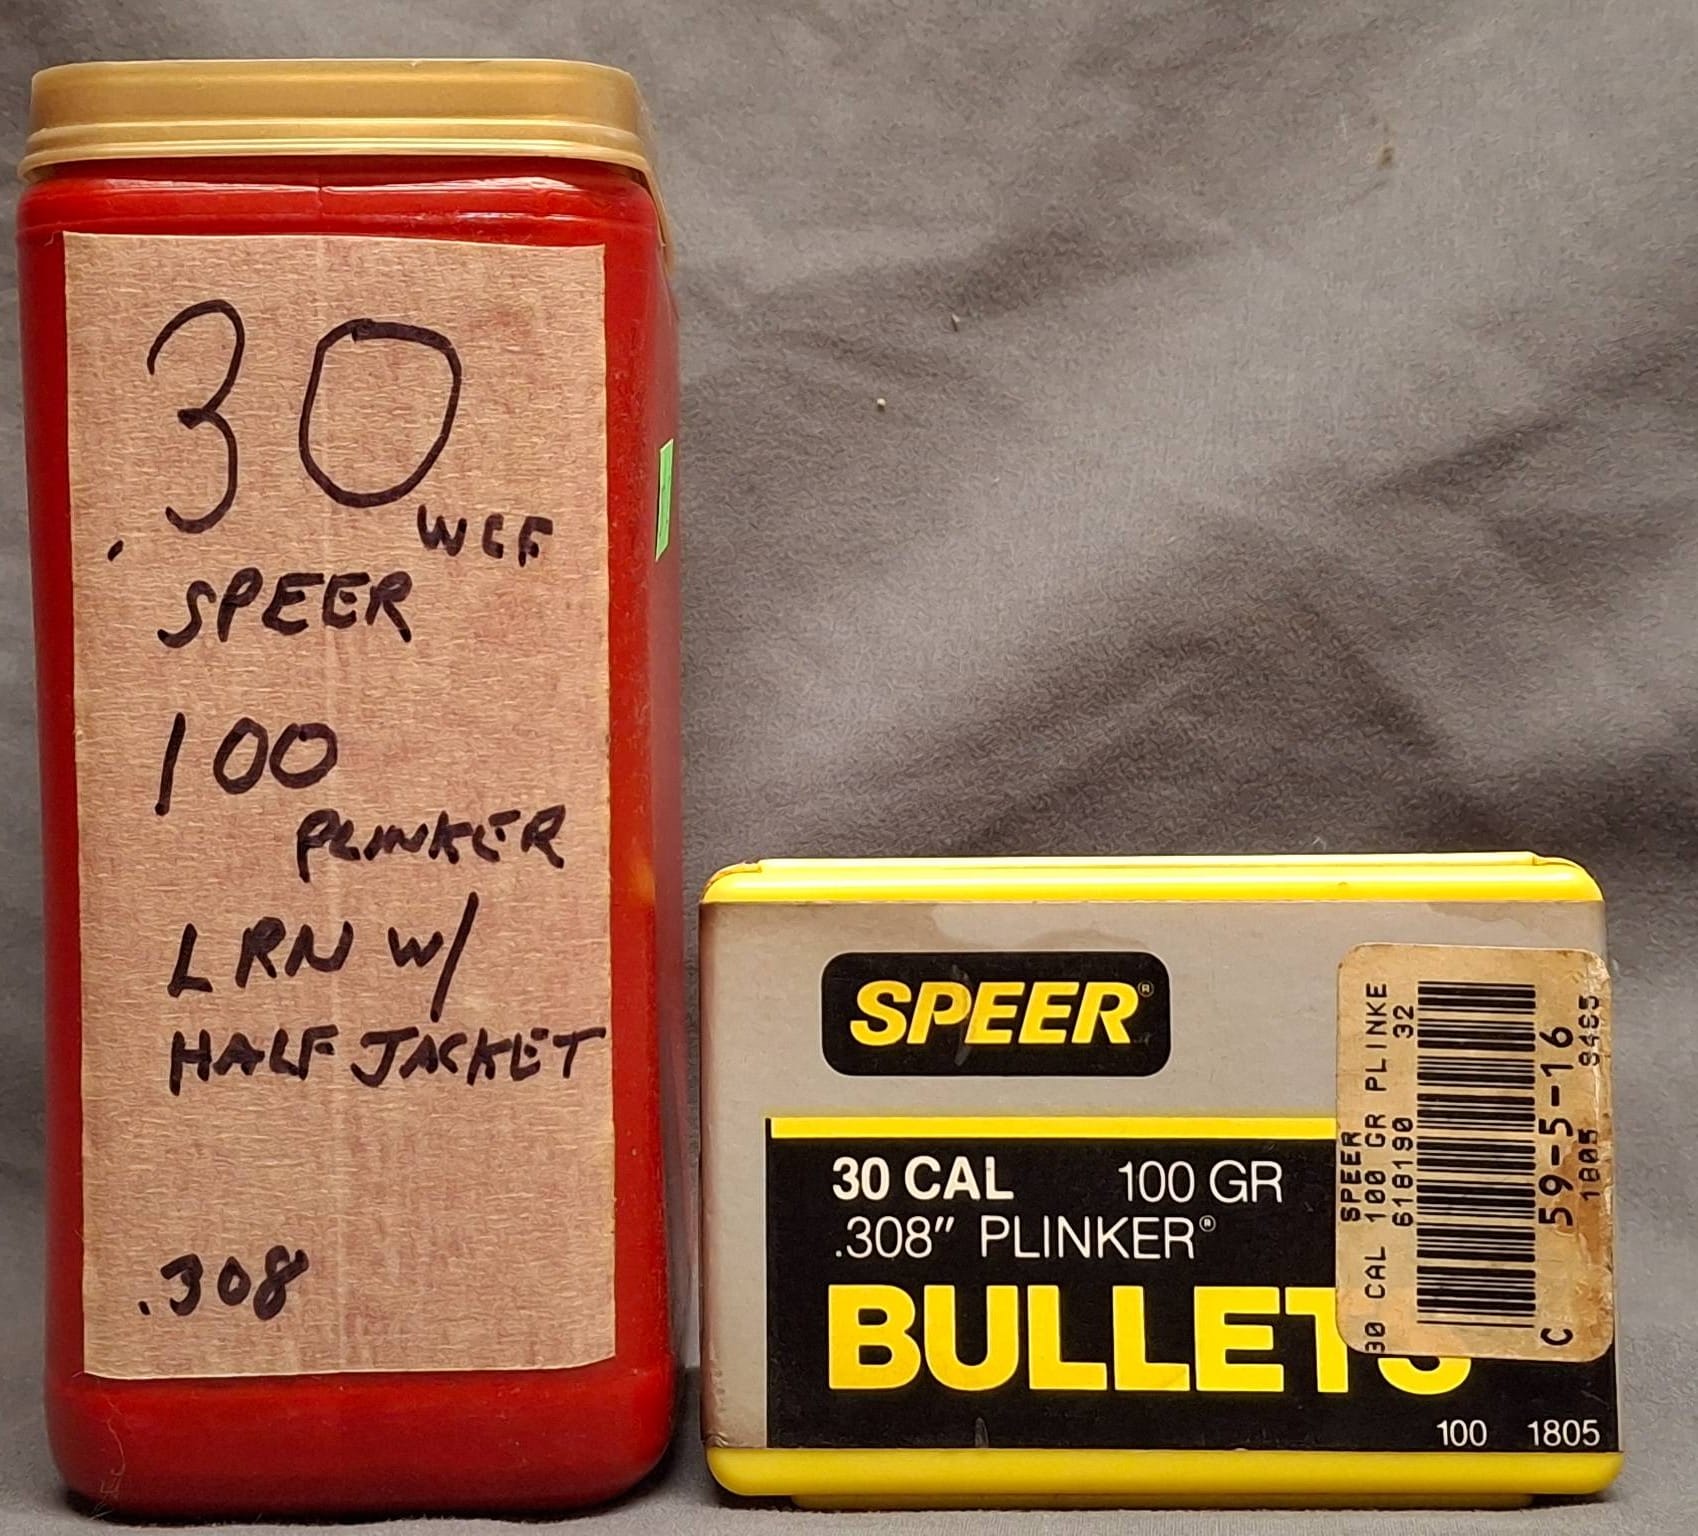 .30 WCF
SPEER
100
PLINKER
LRN W/
HALF JACKET
.308
SPEER®
30 CAL 100 GR
.308" PLINKER®
BULLETS
100 1805
SPEER
30 CAL 100 GR PLINKE
618190 32
C 59-5-16
1805